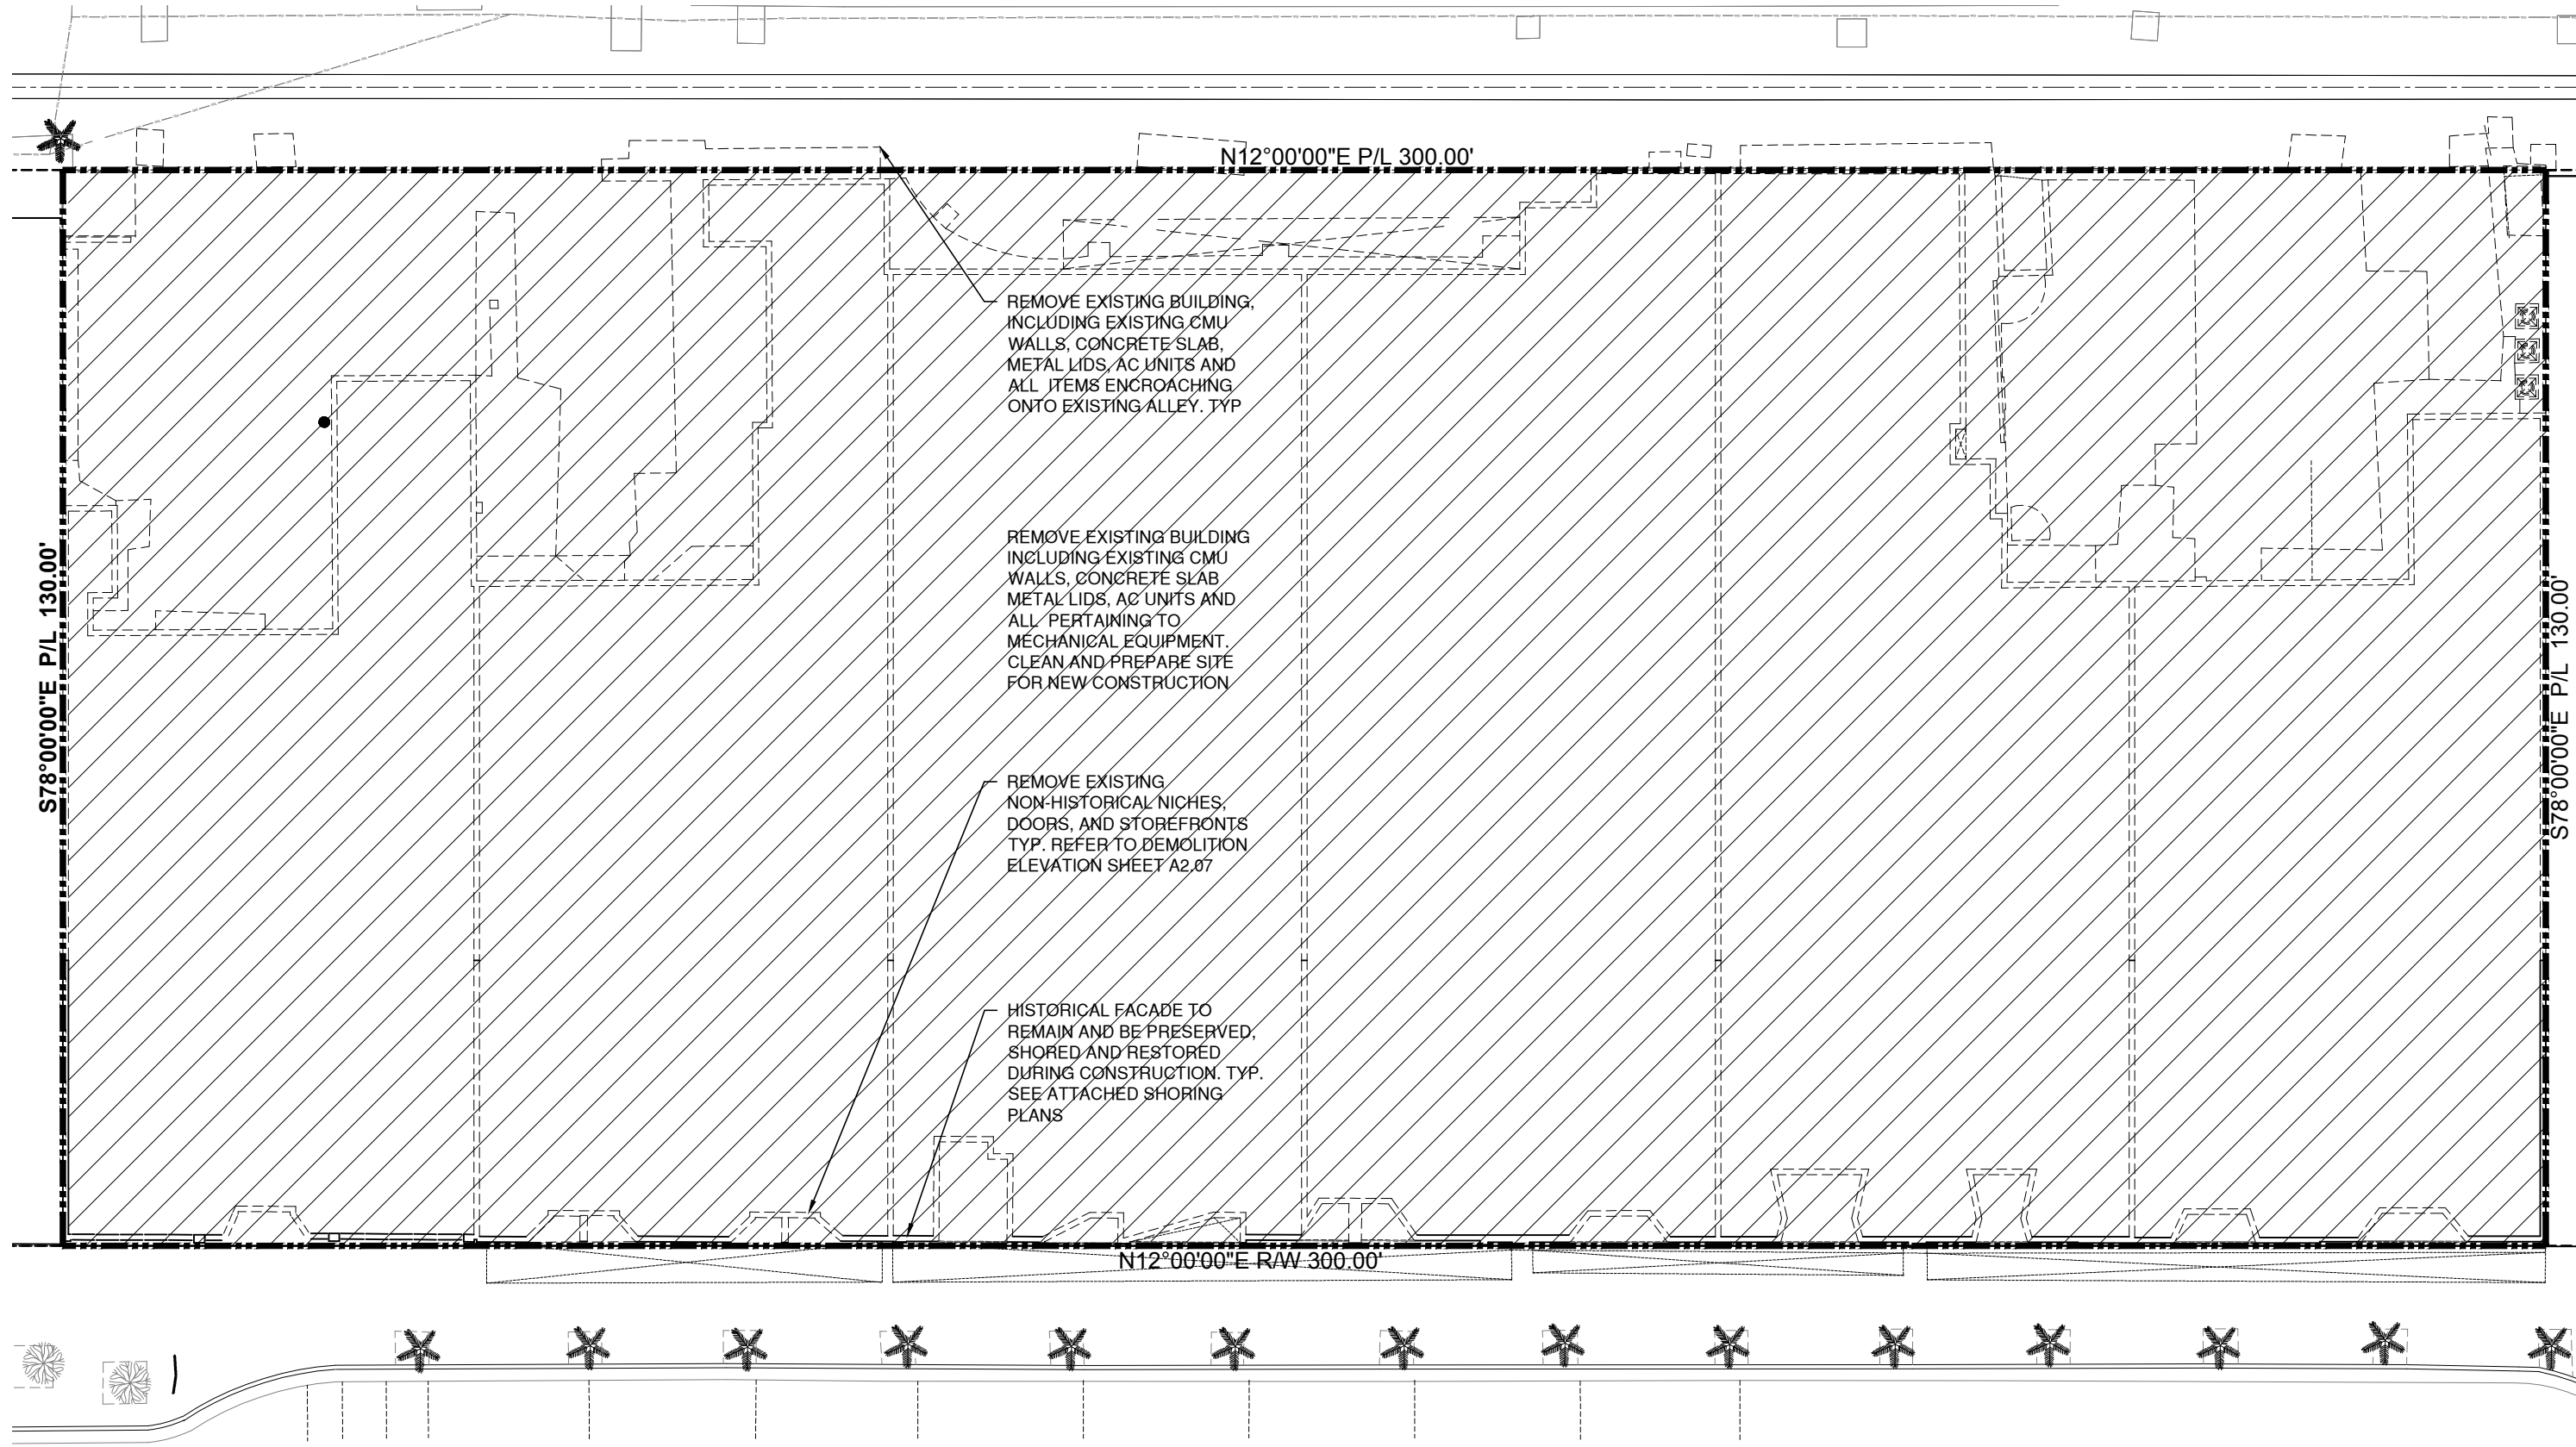 N12°00'00"E P/L 300.00'
REMOVE EXISTING BUILDING,
INCLUDING EXISTING CMU
WALLS, CONCRETE SLAB,
METAL LIDS, AC UNITS AND
ALL ITEMS ENCROACHING
ONTO EXISTING ALLEY. TYP
REMOVE EXISTING BUILDING
INCLUDING EXISTING CMU
WALLS, CONCRETE SLAB
METAL LIDS, AC UNITS AND
ALL PERTAINING TO
MECHANICAL EQUIPMENT.
CLEAN AND PREPARE SITE
FOR NEW CONSTRUCTION
S78°00'00"E P/L 130.00'
S78°00'00"E P/L 130.00'
REMOVE EXISTING
NON-HISTORICAL NICHES,
DOORS, AND STOREFRONTS
TYP. REFER TO DEMOLITION
ELEVATION SHEET A2.07
HISTORICAL FACADE TO
REMAIN AND BE PRESERVED,
SHORED AND RESTORED
DURING CONSTRUCTION. TYP.
SEE ATTACHED SHORING
PLANS
N12°00'00"E R/W 300.00'